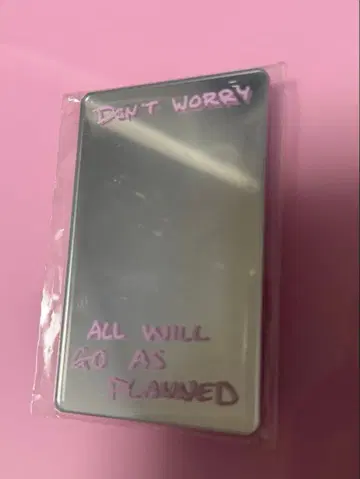 DON'T WORRY
ALL WILL
GO AS
PLANNED